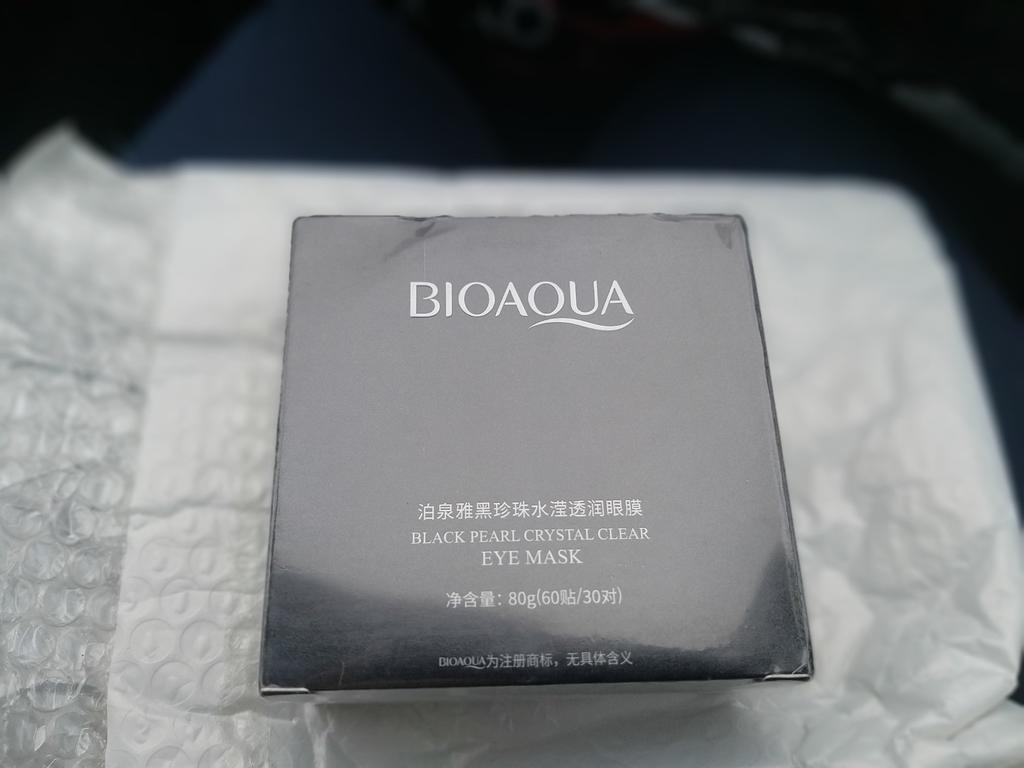 BIOAQUA
泊泉雅黑珍珠水滢透润眼膜
BLACK PEARL CRYSTAL CLEAR
EYE MASK
净含量: 80g(60贴/30对)
BIOAQUA为注册商标，无具体含义